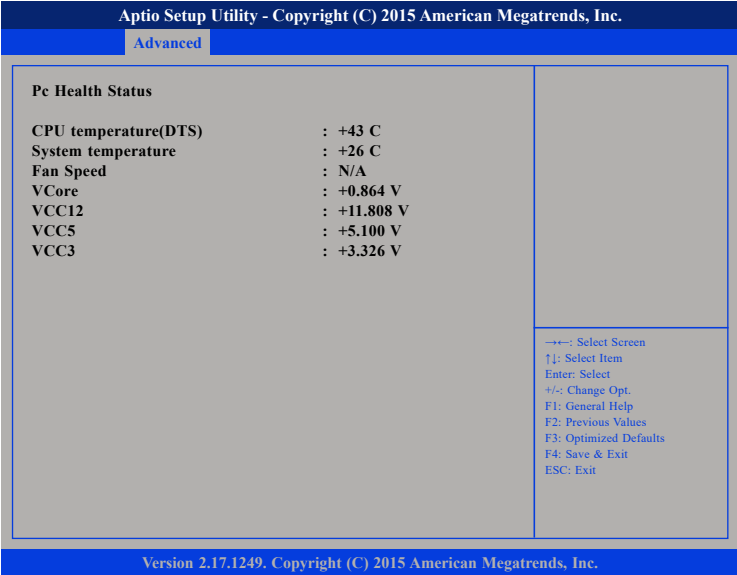 Aptio Setup Utility - Copyright (C) 2015 American Megatrends, Inc.
Advanced
Pc Health Status
CPU temperature(DTS) : +43 C
System temperature : +26 C
Fan Speed : N/A
VCore : +0.864 V
VCC12 : +11.808 V
VCC5 : +5.100 V
VCC3 : +3.326 V
→←: Select Screen
↑↓: Select Item
Enter: Select
+/-: Change Opt.
F1: General Help
F2: Previous Values
F3: Optimized Defaults
F4: Save & Exit
ESC: Exit
Version 2.17.1249. Copyright (C) 2015 American Megatrends, Inc.